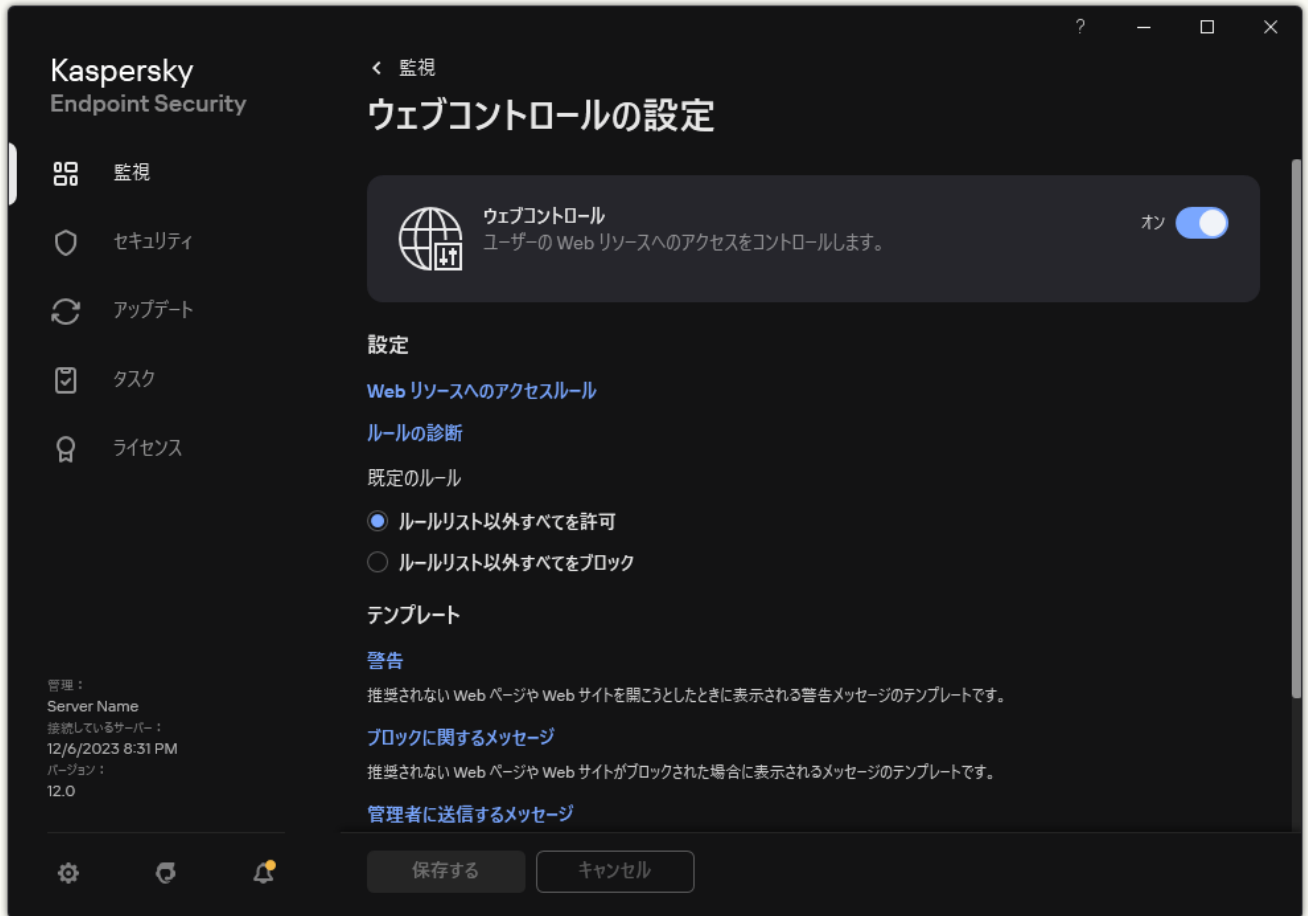 ?
Kaspersky
Endpoint Security
監視
セキュリティ
アップデート
タスク
ライセンス
管理：
Server Name
接続しているサーバー：
12/6/2023 8:31 PM
バージョン：
12.0
監視
ウェブコントロールの設定
ウェブコントロール
ユーザーの Web リソースへのアクセスをコントロールします。
オン
設定
Web リソースへのアクセスルール
ルールの診断
既定のルール
ルールリスト以外すべてを許可
ルールリスト以外すべてをブロック
テンプレート
警告
推奨されない Web ページや Web サイトを開こうとしたときに表示される警告メッセージのテンプレートです。
ブロックに関するメッセージ
推奨されない Web ページや Web サイトがブロックされた場合に表示されるメッセージのテンプレートです。
管理者に送信するメッセージ
保存する
キャンセル